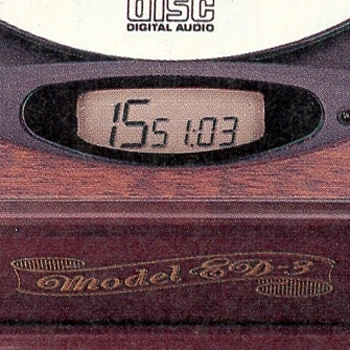 disc
DIGITAL AUDIO
15 51:03
Model ED-3